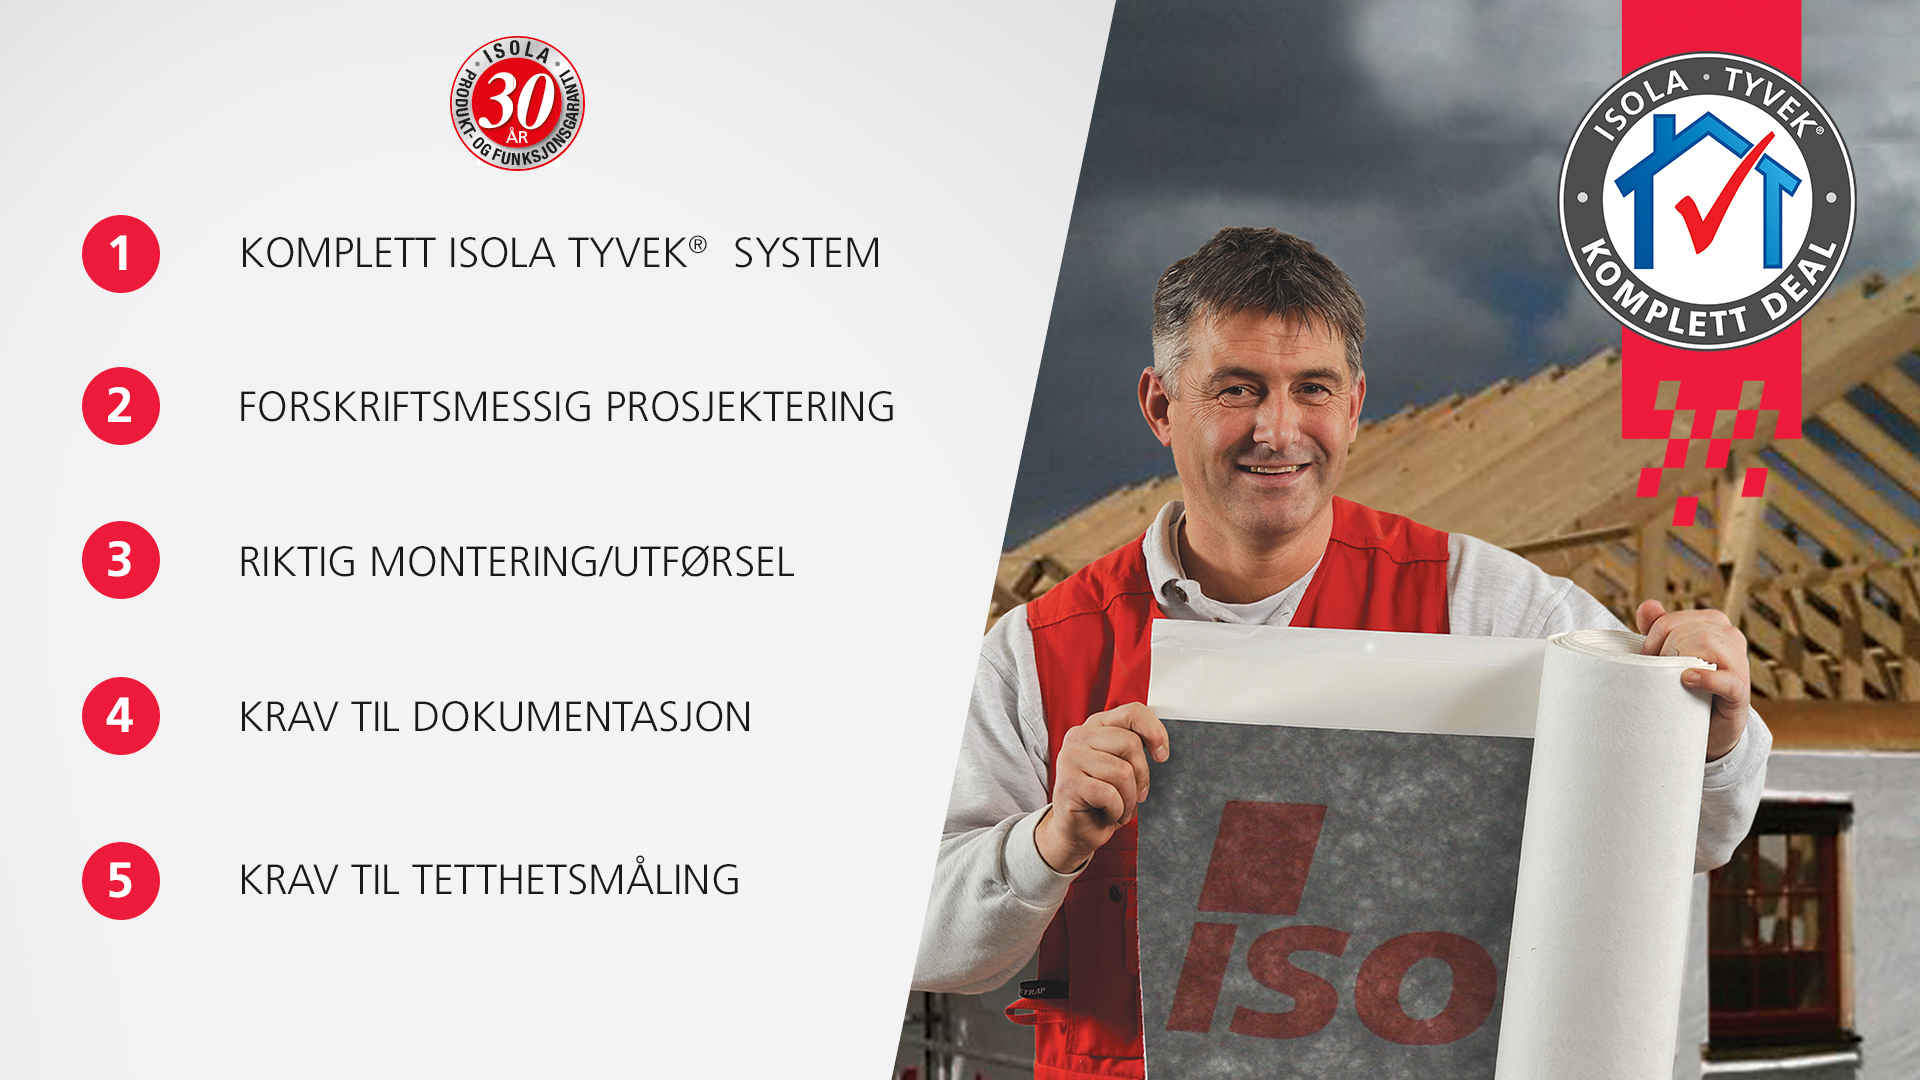 ISOLA
30
ÅR
PRODUKT- OG FUNKSJONSGARANTI
1 KOMPLETT ISOLA TYVEK® SYSTEM
2 FORSKRIFTSMESSIG PROSJEKTERING
3 RIKTIG MONTERING/UTFØRSEL
4 KRAV TIL DOKUMENTASJON
5 KRAV TIL TETTHETSMÅLING
ISOLA · TYVEK®
KOMPLETT DEAL
ISO